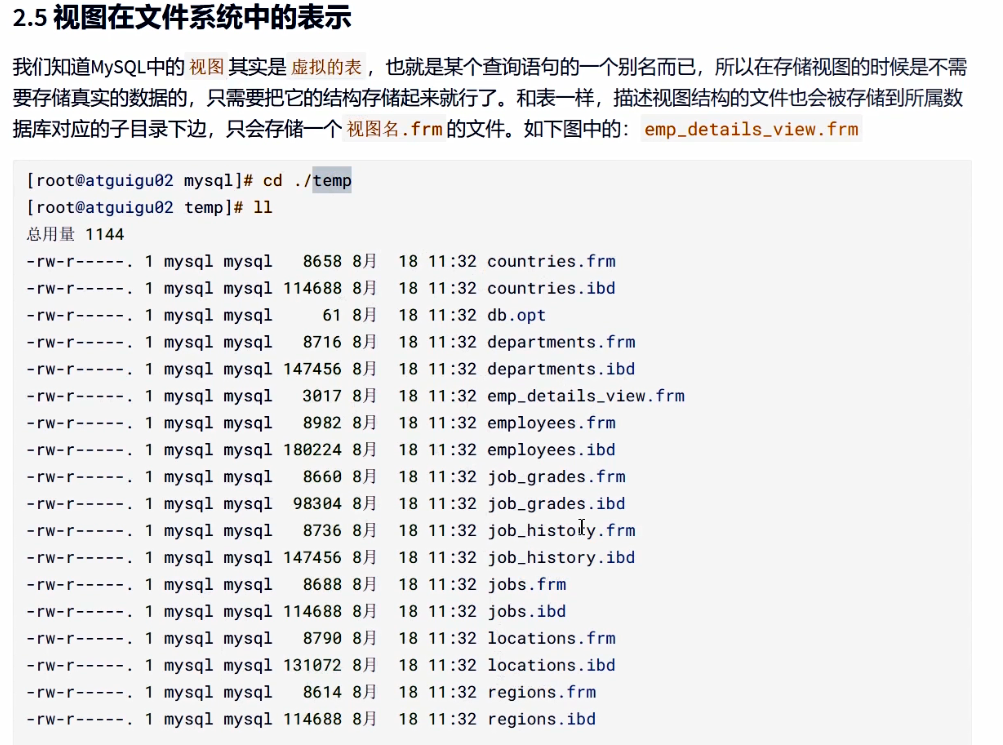 2.5 视图在文件系统中的表示
我们知道MySQL中的 视图 其实是 虚拟的表 ，也就是某个查询语句的一个别名而已，所以在存储视图的时候是不需
要存储真实的数据的，只需要把它的结构存储起来就行了。和表一样，描述视图结构的文件也会被存储到所属数
据库对应的子目录下边，只会存储一个 视图名.frm 的文件。如下图中的： emp_details_view.frm
[root@atguigu02 mysql]# cd ./temp
[root@atguigu02 temp]# ll
总用量 1144
-rw-r-----. 1 mysql mysql   8658 8月  18 11:32 countries.frm
-rw-r-----. 1 mysql mysql 114688 8月  18 11:32 countries.ibd
-rw-r-----. 1 mysql mysql     61 8月  18 11:32 db.opt
-rw-r-----. 1 mysql mysql   8716 8月  18 11:32 departments.frm
-rw-r-----. 1 mysql mysql 147456 8月  18 11:32 departments.ibd
-rw-r-----. 1 mysql mysql   3017 8月  18 11:32 emp_details_view.frm
-rw-r-----. 1 mysql mysql   8982 8月  18 11:32 employees.frm
-rw-r-----. 1 mysql mysql 180224 8月  18 11:32 employees.ibd
-rw-r-----. 1 mysql mysql   8660 8月  18 11:32 job_grades.frm
-rw-r-----. 1 mysql mysql  98304 8月  18 11:32 job_grades.ibd
-rw-r-----. 1 mysql mysql   8736 8月  18 11:32 job_history.frm
-rw-r-----. 1 mysql mysql 147456 8月  18 11:32 job_history.ibd
-rw-r-----. 1 mysql mysql   8688 8月  18 11:32 jobs.frm
-rw-r-----. 1 mysql mysql 114688 8月  18 11:32 jobs.ibd
-rw-r-----. 1 mysql mysql   8790 8月  18 11:32 locations.frm
-rw-r-----. 1 mysql mysql 131072 8月  18 11:32 locations.ibd
-rw-r-----. 1 mysql mysql   8614 8月  18 11:32 regions.frm
-rw-r-----. 1 mysql mysql 114688 8月  18 11:32 regions.ibd